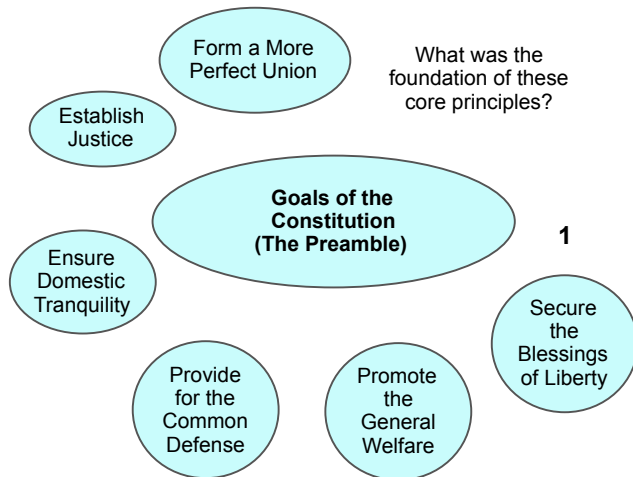 Form a More
Perfect Union
What was the
foundation of these
core principles?
Establish
Justice
Goals of the
Constitution
(The Preamble)
1
Ensure
Domestic
Tranquility
Secure
the
Blessings
of Liberty
Provide
for the
Common
Defense
Promote
the
General
Welfare